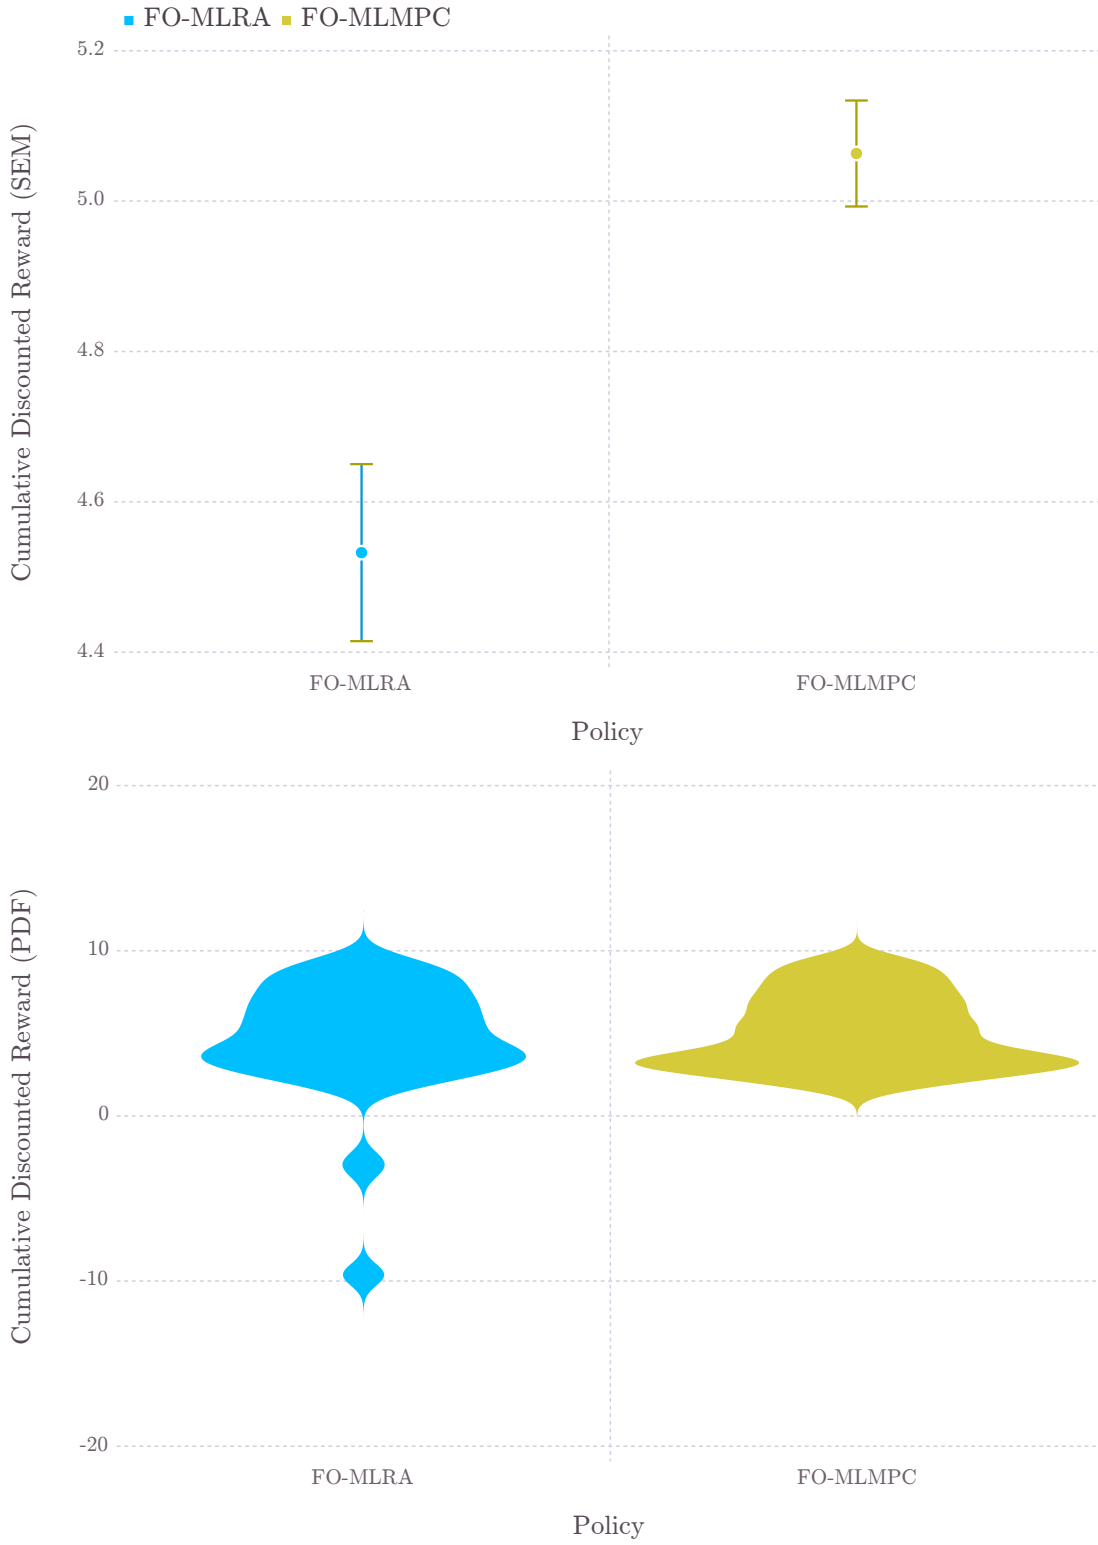 FO-MLRA FO-MLMPC
5.2
5.0
4.8
4.6
4.4
Cumulative Discounted Reward (SEM)
FO-MLRA FO-MLMPC
Policy
20
10
0
-10
-20
Cumulative Discounted Reward (PDF)
FO-MLRA FO-MLMPC
Policy